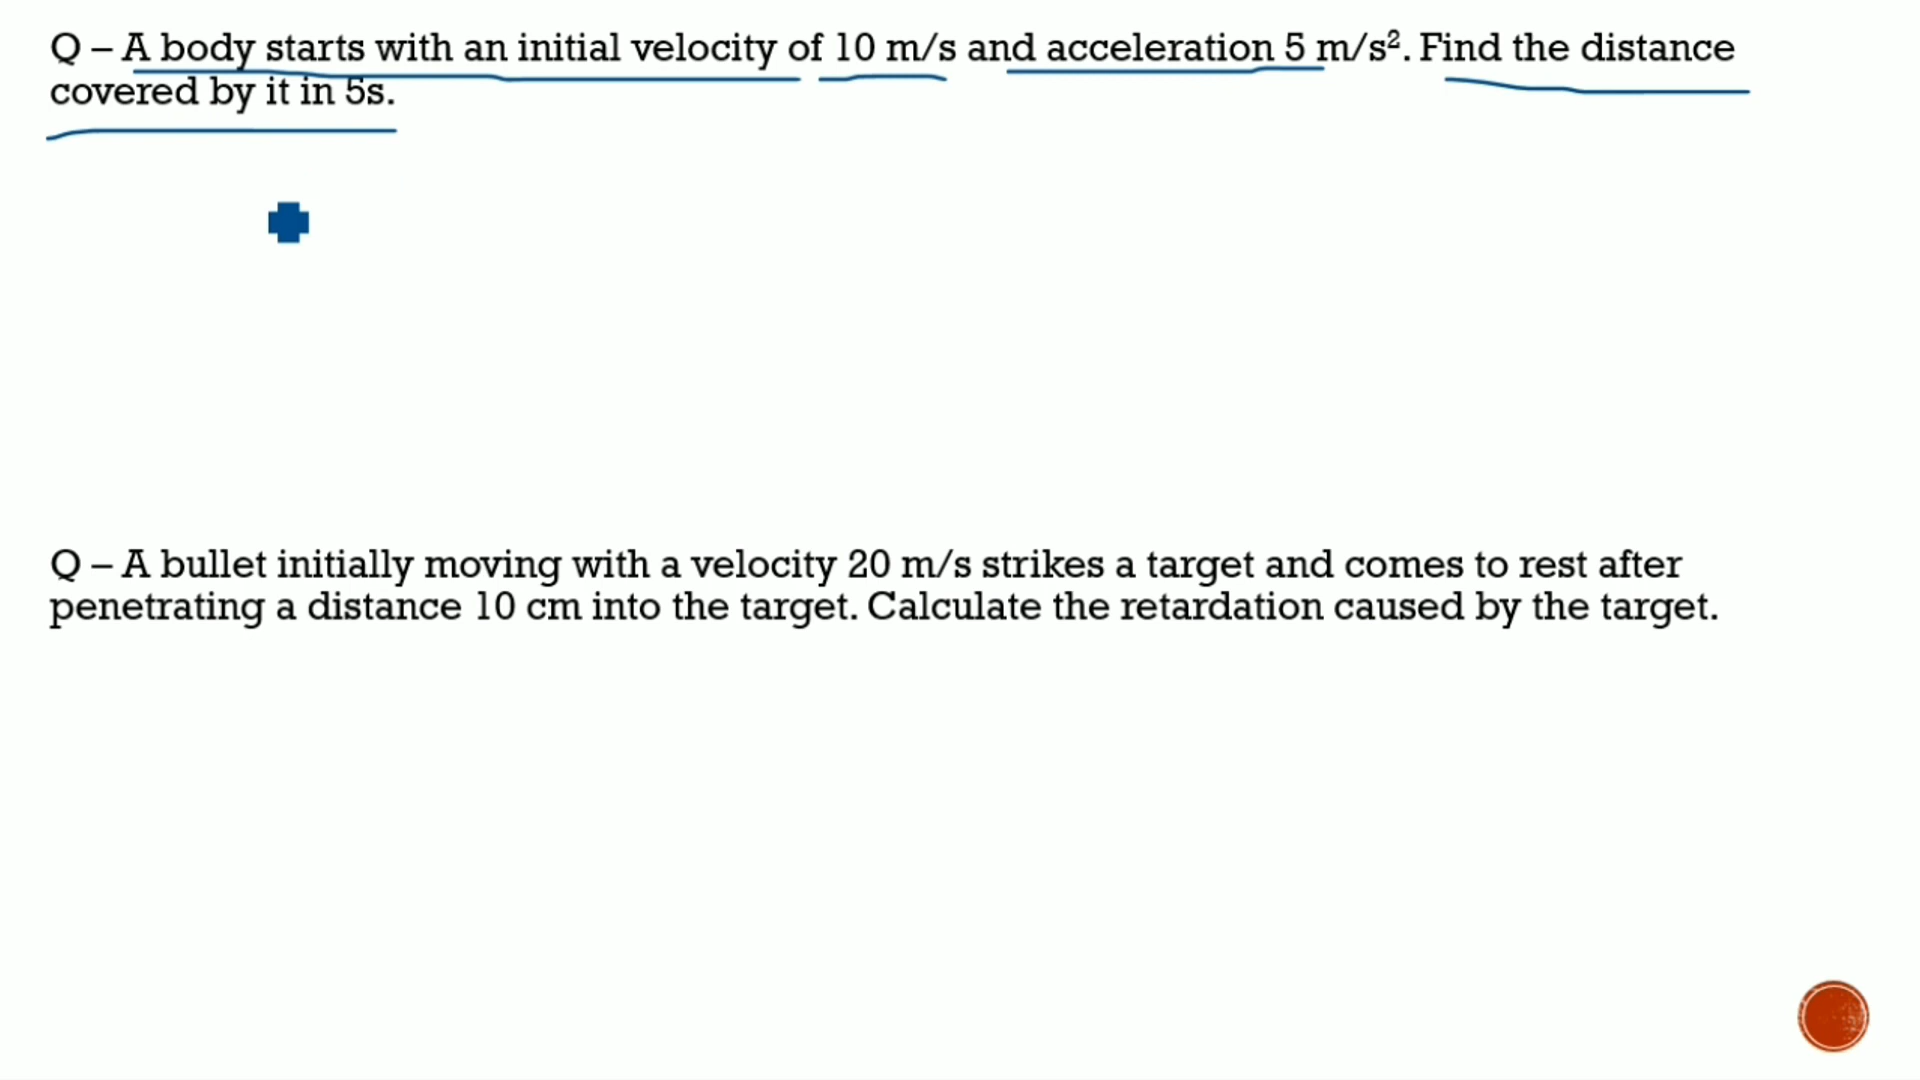 Q – A body starts with an initial velocity of 10 m/s and acceleration 5 m/s². Find the distance
covered by it in 5s.
Q – A bullet initially moving with a velocity 20 m/s strikes a target and comes to rest after
penetrating a distance 10 cm into the target. Calculate the retardation caused by the target.